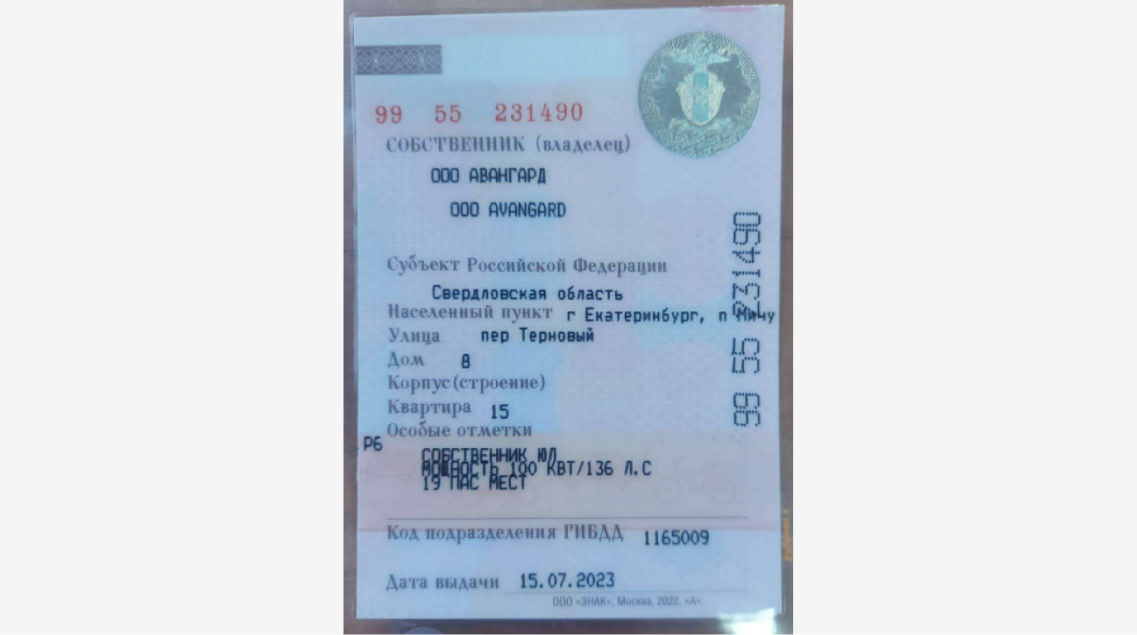 99 55 231490
СОБСТВЕННИК (владелец)
ООО АВАНГАРД
ООО AVANGARD
Субъект Российской Федерации
Свердловская область
Населенный пункт г Екатеринбург, п Мичу
Улица пер Терновый
Дом 8
Корпус(строение)
Квартира 15
Особые отметки
Р6
СОБСТВЕННИК ЮЛ
МОЩНОСТЬ 100 КВТ/136 Л.С
19 ПАС МЕСТ
Код подразделения ГИБДД 1165009
Дата выдачи 15.07.2023
ООО «ЗНАК», Москва, 2022. «А».
99 55 231490